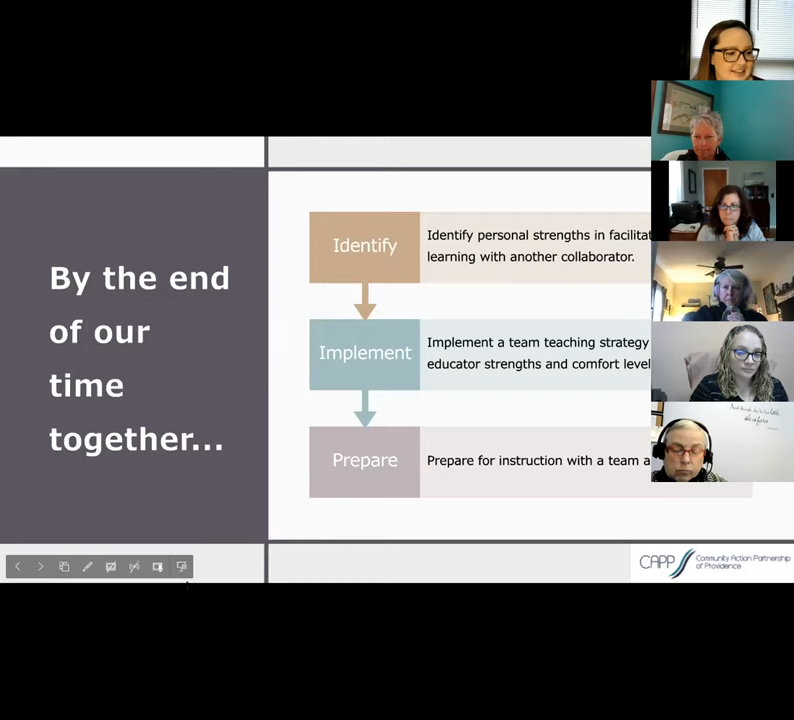 By the end
of our
time
together...
Identify
Identify personal strengths in
learning with another collaborator.
Implement
Implement a team teaching strategy
educator strengths and comfort level
Prepare
Prepare for instruction with a team
CAPP
Community Action Partnership
of Providence